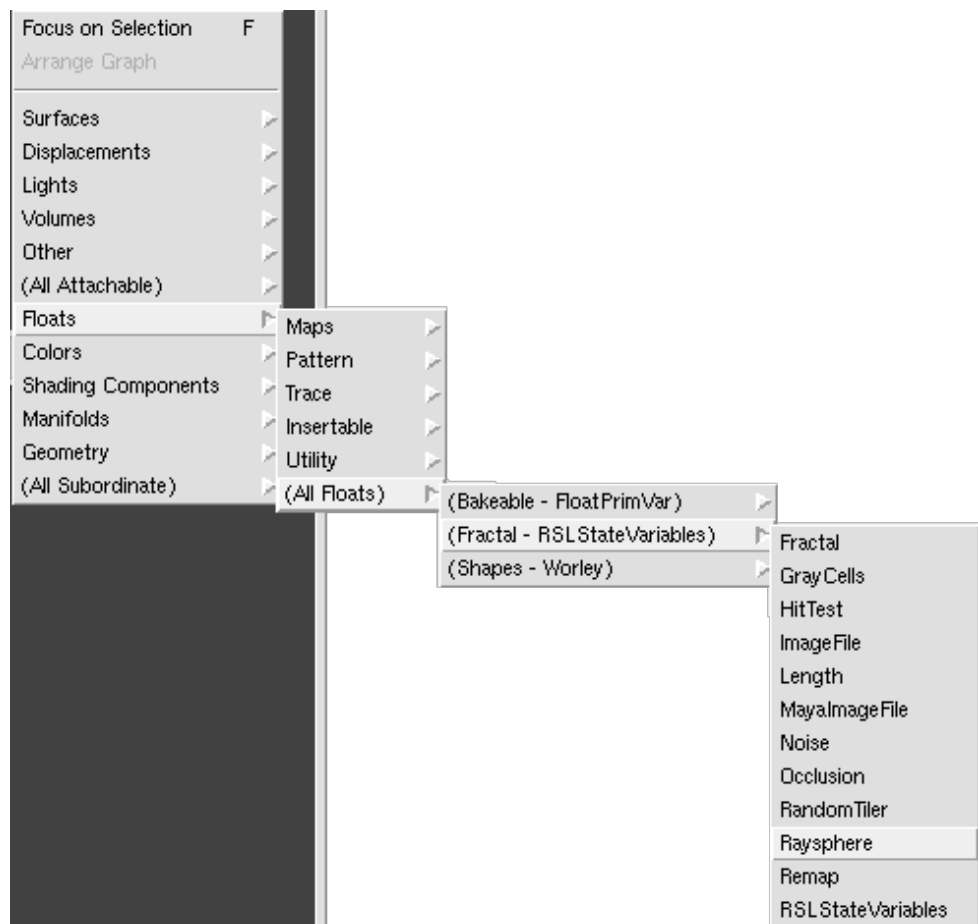 Focus on Selection F
Arrange Graph
Surfaces
Displacements
Lights
Volumes
Other
(All Attachable)
Floats
Colors
Shading Components
Manifolds
Geometry
(All Subordinate)
Maps
Pattern
Trace
Insertable
Utility
(All Floats)
(Bakeable - FloatPrimVar)
(Fractal - RSLStateVariables)
(Shapes - Worley)
Fractal
GrayCells
HitTest
ImageFile
Length
MayaImageFile
Noise
Occlusion
RandomTiler
Raysphere
Remap
RSLStateVariables